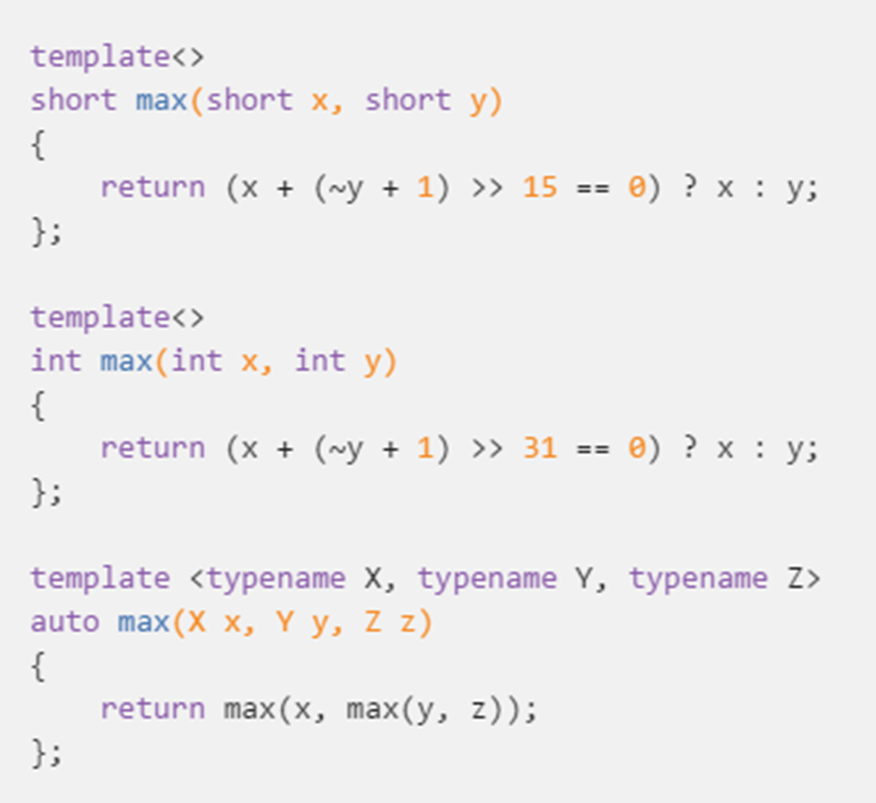 template<>
short max(short x, short y)
{
    return (x + (~y + 1) >> 15 == 0) ? x : y;
};

template<>
int max(int x, int y)
{
    return (x + (~y + 1) >> 31 == 0) ? x : y;
};

template <typename X, typename Y, typename Z>
auto max(X x, Y y, Z z)
{
    return max(x, max(y, z));
};